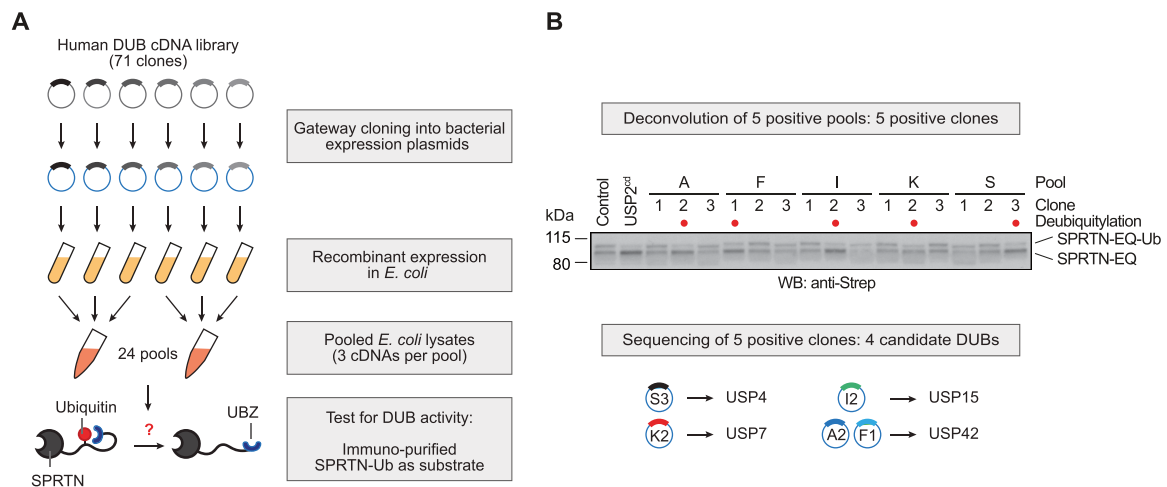 A
Human DUB cDNA library
(71 clones)
Gateway cloning into bacterial
expression plasmids
Recombinant expression
in E. coli
24 pools
Pooled E. coli lysates
(3 cDNAs per pool)
Ubiquitin
UBZ
?
SPRTN
Test for DUB activity:
Immuno-purified
SPRTN-Ub as substrate
B
Deconvolution of 5 positive pools: 5 positive clones
Control
USP2cd
A F I K S Pool
1 2 3 1 2 3 1 2 3 1 2 3 1 2 3 Clone
Deubiquitylation
kDa
115
80
SPRTN-EQ-Ub
SPRTN-EQ
WB: anti-Strep
Sequencing of 5 positive clones: 4 candidate DUBs
S3 USP4 I2 USP15
K2 USP7 A2 F1 USP42